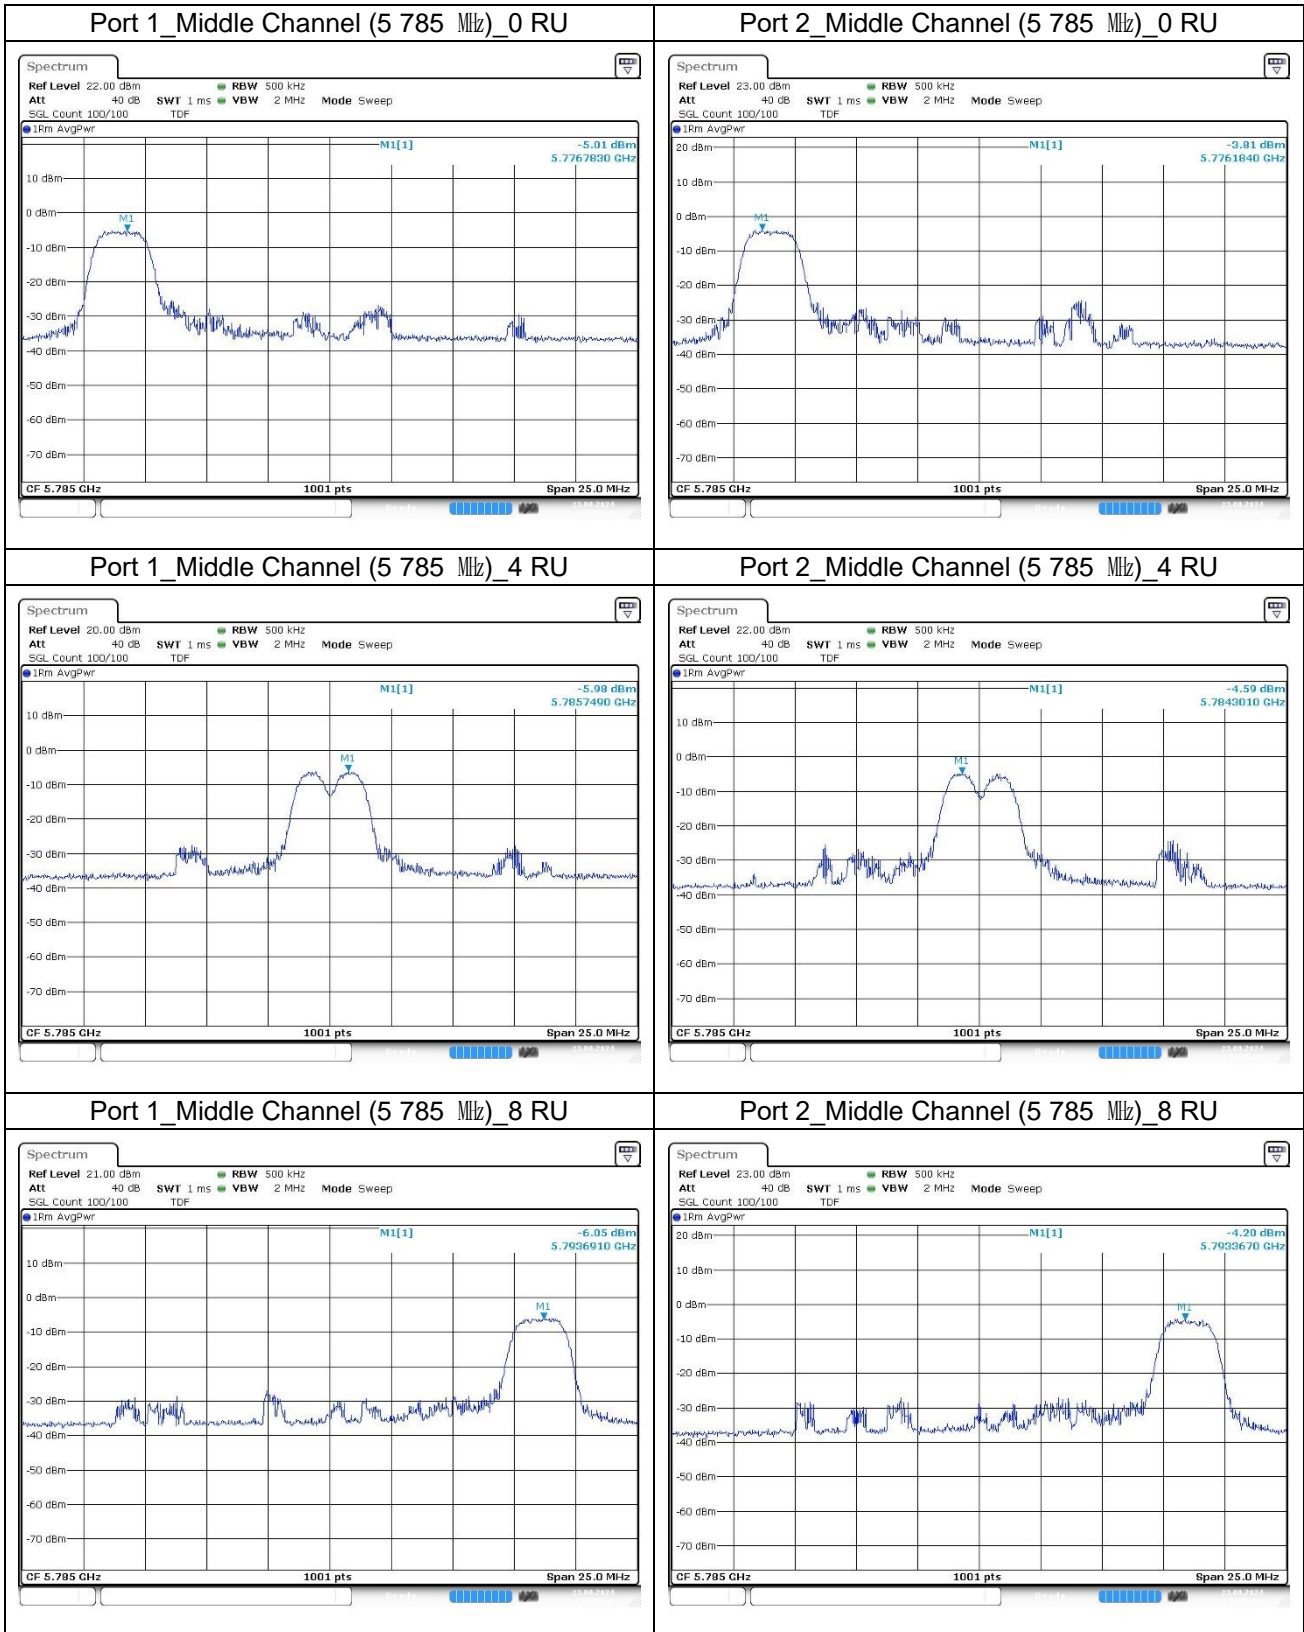 Port 1_Middle Channel (5 785 ㎒)_0 RU
Spectrum
Ref Level 22.00 dBm RBW 500 kHz
Att 40 dB SWT 1 ms VBW 2 MHz Mode Sweep
SGL Count 100/100 TDF
1Rm AvgPwr
M1[1] -5.01 dBm
5.7767830 GHz
10 dBm
0 dBm
M1
-10 dBm
-20 dBm
-30 dBm
-40 dBm
-50 dBm
-60 dBm
-70 dBm
CF 5.785 GHz 1001 pts Span 25.0 MHz
Port 2_Middle Channel (5 785 ㎒)_0 RU
Spectrum
Ref Level 23.00 dBm RBW 500 kHz
Att 40 dB SWT 1 ms VBW 2 MHz Mode Sweep
SGL Count 100/100 TDF
1Rm AvgPwr
20 dBm M1[1] -3.81 dBm
5.7761840 GHz
10 dBm
0 dBm
M1
-10 dBm
-20 dBm
-30 dBm
-40 dBm
-50 dBm
-60 dBm
-70 dBm
CF 5.785 GHz 1001 pts Span 25.0 MHz
Port 1_Middle Channel (5 785 ㎒)_4 RU
Spectrum
Ref Level 20.00 dBm RBW 500 kHz
Att 40 dB SWT 1 ms VBW 2 MHz Mode Sweep
SGL Count 100/100 TDF
1Rm AvgPwr
M1[1] -5.98 dBm
5.7857490 GHz
10 dBm
0 dBm
M1
-10 dBm
-20 dBm
-30 dBm
-40 dBm
-50 dBm
-60 dBm
-70 dBm
CF 5.785 GHz 1001 pts Span 25.0 MHz
Port 2_Middle Channel (5 785 ㎒)_4 RU
Spectrum
Ref Level 22.00 dBm RBW 500 kHz
Att 40 dB SWT 1 ms VBW 2 MHz Mode Sweep
SGL Count 100/100 TDF
1Rm AvgPwr
M1[1] -4.59 dBm
5.7843010 GHz
10 dBm
0 dBm
M1
-10 dBm
-20 dBm
-30 dBm
-40 dBm
-50 dBm
-60 dBm
-70 dBm
CF 5.785 GHz 1001 pts Span 25.0 MHz
Port 1_Middle Channel (5 785 ㎒)_8 RU
Spectrum
Ref Level 21.00 dBm RBW 500 kHz
Att 40 dB SWT 1 ms VBW 2 MHz Mode Sweep
SGL Count 100/100 TDF
1Rm AvgPwr
M1[1] -6.05 dBm
5.7936910 GHz
10 dBm
0 dBm
M1
-10 dBm
-20 dBm
-30 dBm
-40 dBm
-50 dBm
-60 dBm
-70 dBm
CF 5.785 GHz 1001 pts Span 25.0 MHz
Port 2_Middle Channel (5 785 ㎒)_8 RU
Spectrum
Ref Level 23.00 dBm RBW 500 kHz
Att 40 dB SWT 1 ms VBW 2 MHz Mode Sweep
SGL Count 100/100 TDF
1Rm AvgPwr
20 dBm M1[1] -4.20 dBm
5.7933670 GHz
10 dBm
0 dBm
M1
-10 dBm
-20 dBm
-30 dBm
-40 dBm
-50 dBm
-60 dBm
-70 dBm
CF 5.785 GHz 1001 pts Span 25.0 MHz